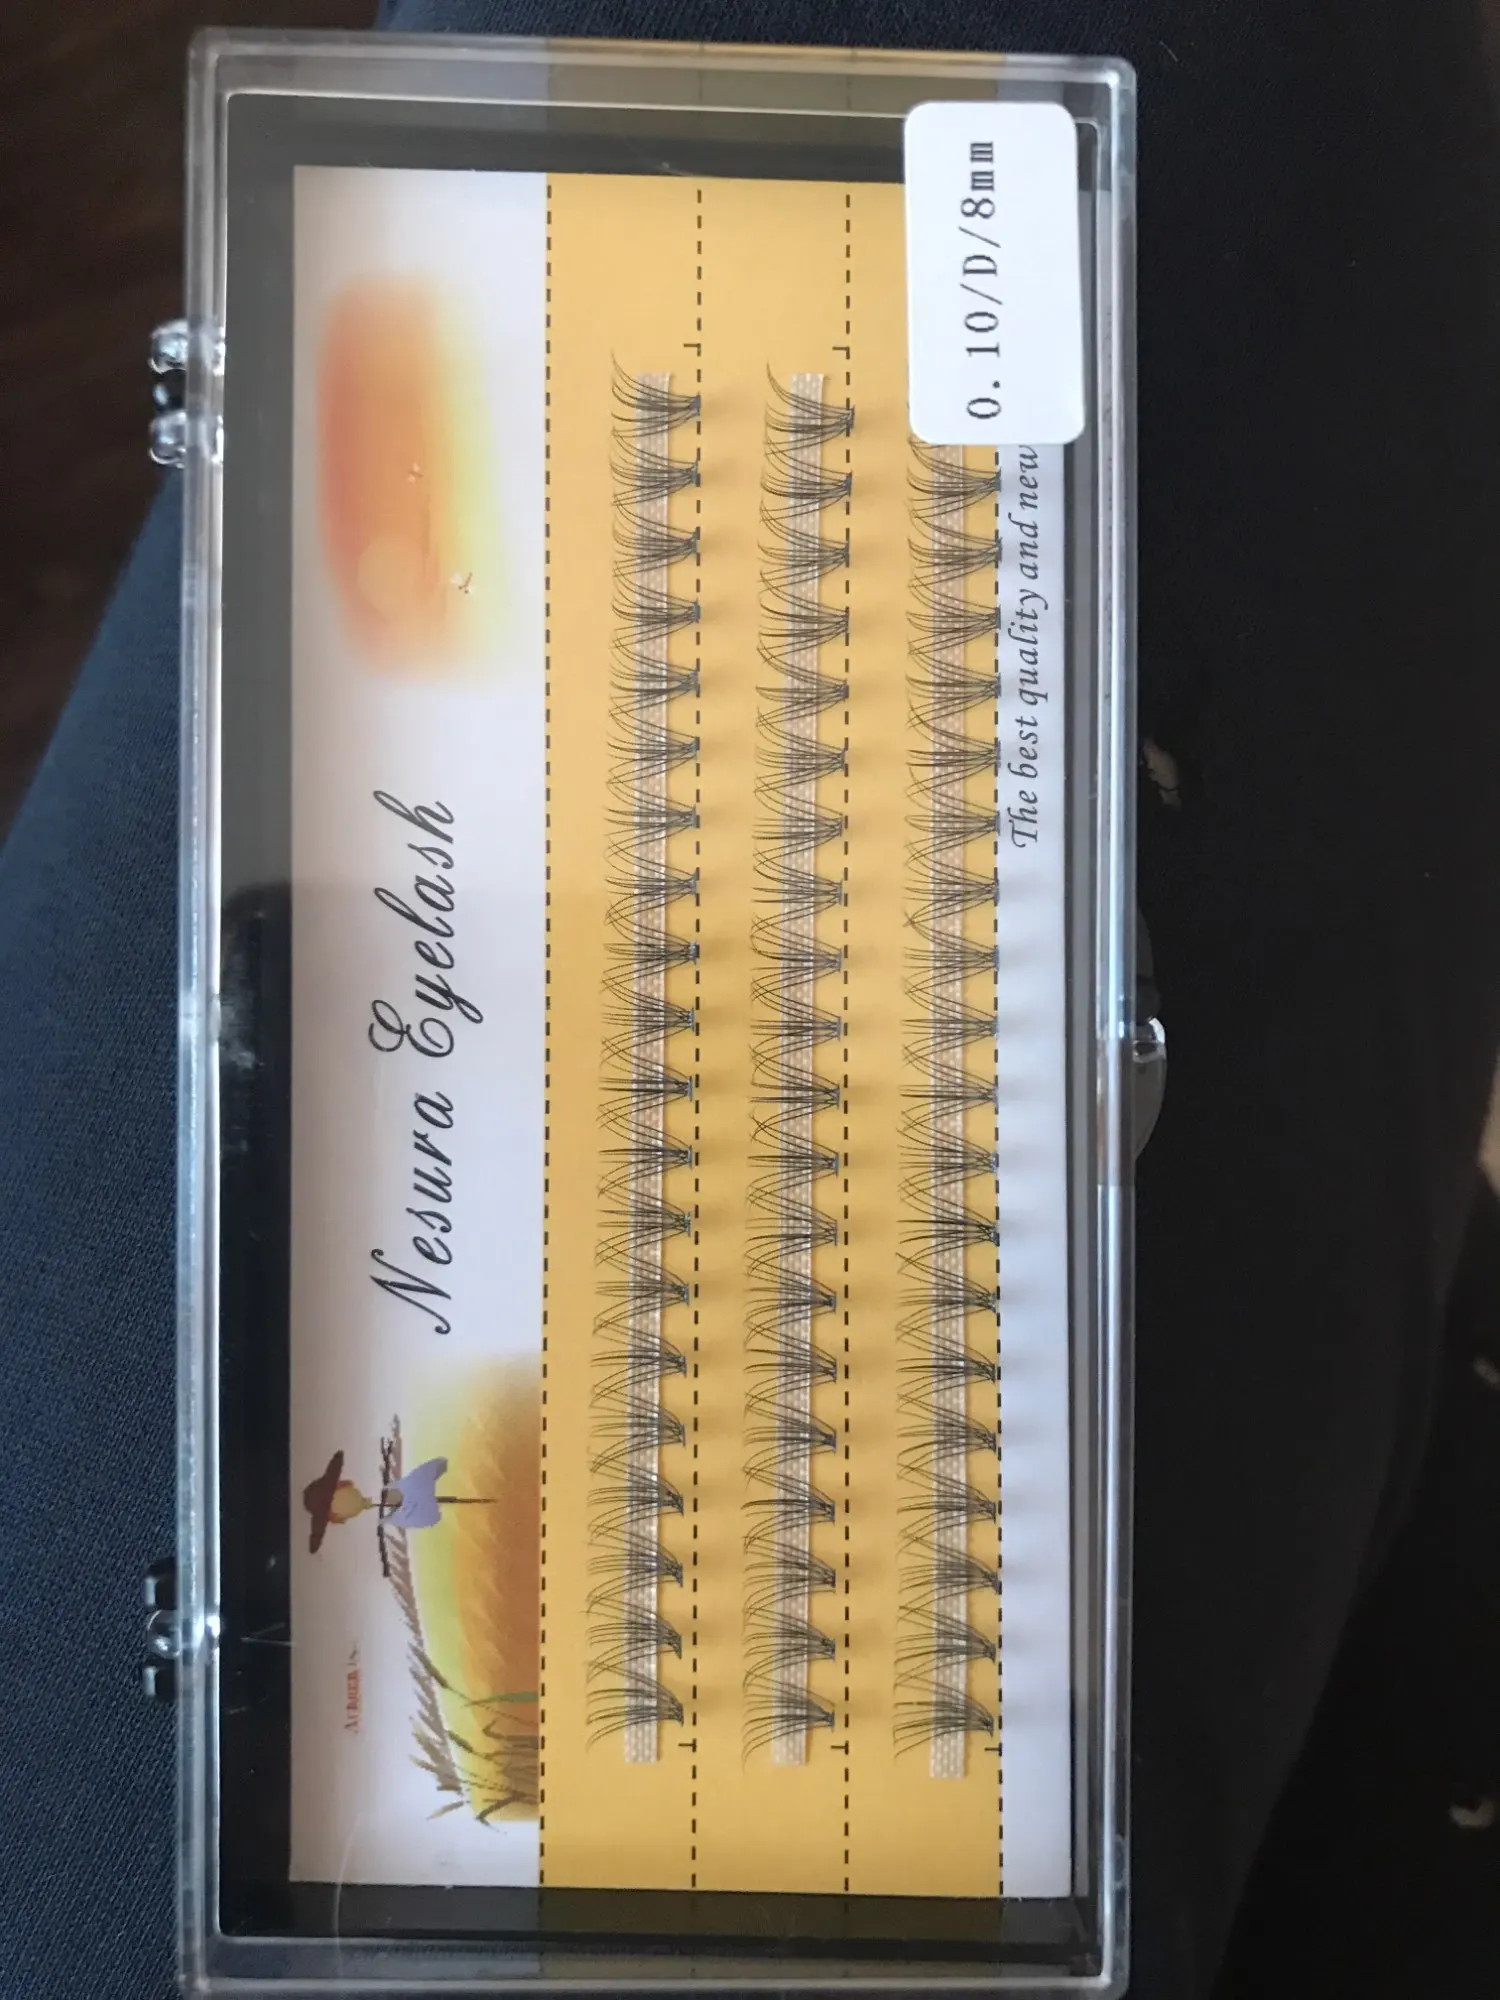 Nesura Eyelash
0.10/D/8mm
The best quality and new